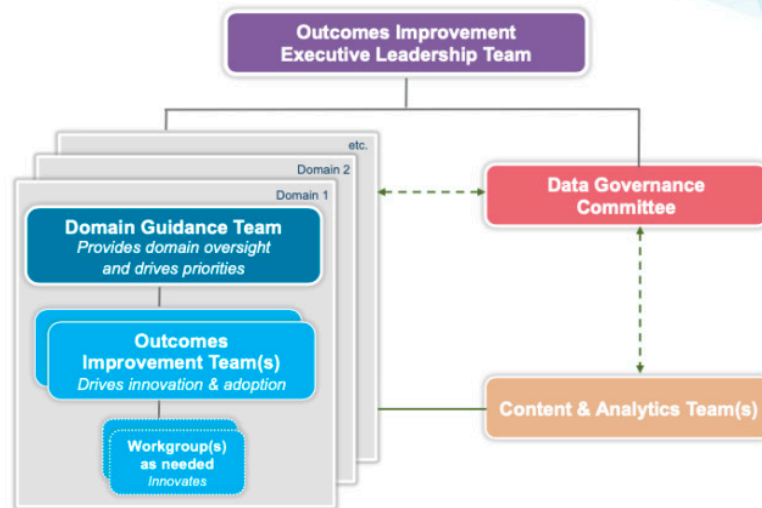 Outcomes Improvement
Executive Leadership Team
etc.
Domain 2
Domain 1
Domain Guidance Team
Provides domain oversight
and drives priorities
Outcomes
Improvement Team(s)
Drives innovation & adoption
Workgroup(s)
as needed
Innovates
Data Governance
Committee
Content & Analytics Team(s)